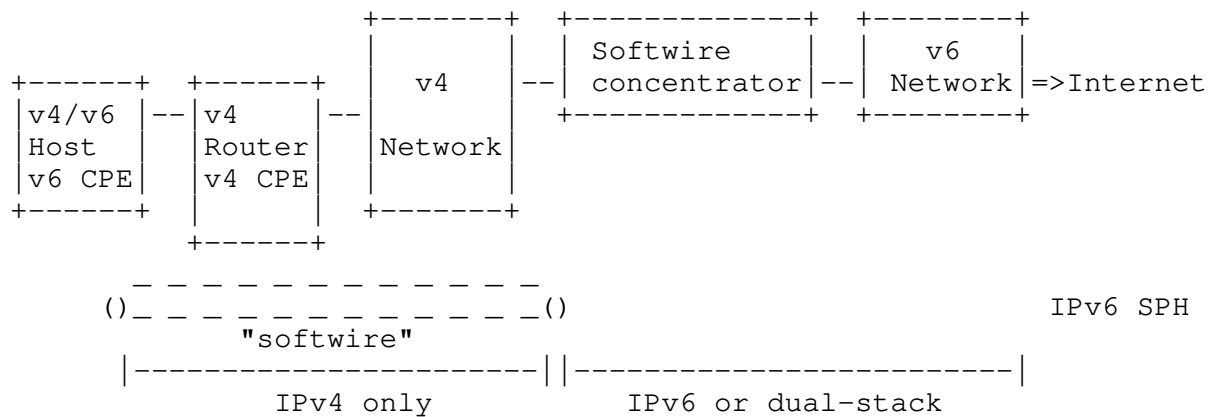 Softwire v6
v4 concentrator Network =>Internet
v4/v6 v4
Host Router Network
v6 CPE v4 CPE
() () IPv6 SPH
"softwire"
IPv4 only IPv6 or dual-stack